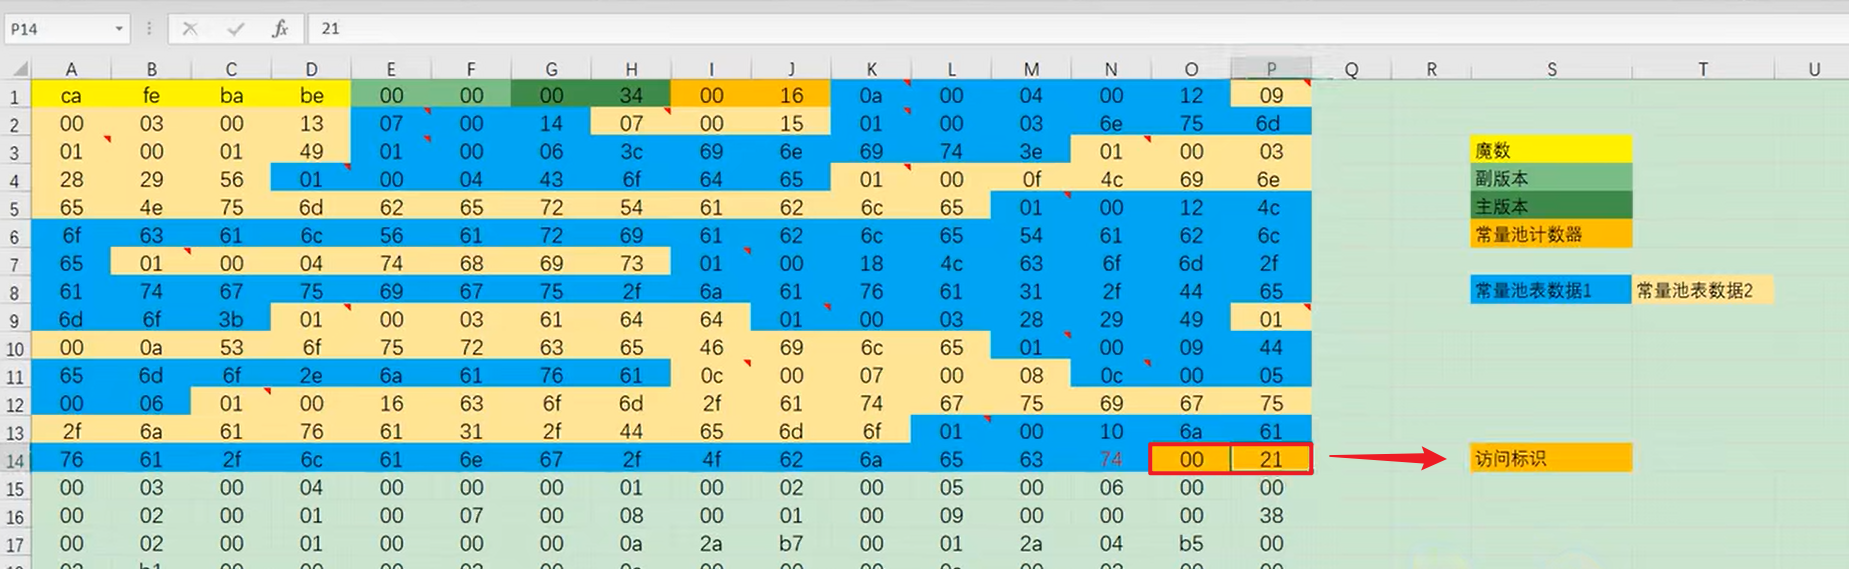 P14 fx 21
A B C D E F G H I J K L M N O P Q R S T U
1 ca fe ba be 00 00 00 34 00 16 0a 00 04 00 12 09
2 00 03 00 13 07 00 14 07 00 15 01 00 03 6e 75 6d
3 01 00 01 49 01 00 06 3c 69 6e 69 74 3e 01 00 03 魔数
4 28 29 56 01 00 04 43 6f 64 65 01 00 0f 4c 69 6e 副版本
5 65 4e 75 6d 62 65 72 54 61 62 6c 65 01 00 12 4c 主版本
6 6f 63 61 6c 56 61 72 69 61 62 6c 65 54 61 62 6c 常量池计数器
7 65 01 00 04 74 68 69 73 01 00 18 4c 63 6f 6d 2f
8 61 74 67 75 69 67 75 2f 6a 61 76 61 31 2f 44 65 常量池表数据1 常量池表数据2
9 6d 6f 3b 01 00 03 61 64 64 01 00 03 28 29 49 01
10 00 0a 53 6f 75 72 63 65 46 69 6c 65 01 00 09 44
11 65 6d 6f 2e 6a 61 76 61 0c 00 07 00 08 0c 00 05
12 00 06 01 00 16 63 6f 6d 2f 61 74 67 75 69 67 75
13 2f 6a 61 76 61 31 2f 44 65 6d 6f 01 00 10 6a 61
14 76 61 2f 6c 61 6e 67 2f 4f 62 6a 65 63 74 00 21 访问标识
15 00 03 00 04 00 00 00 01 00 02 00 05 00 06 00 00
16 00 02 00 01 00 07 00 08 00 01 00 09 00 00 00 38
17 00 02 00 01 00 00 00 0a 2a b7 00 01 2a 04 b5 00